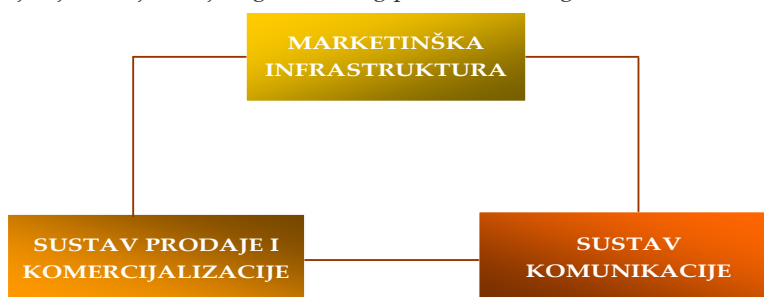 MARKETINŠKA
INFRASTRUKTURA
SUSTAV PRODAJE I
KOMERCIJALIZACIJE
SUSTAV
KOMUNIKACIJE